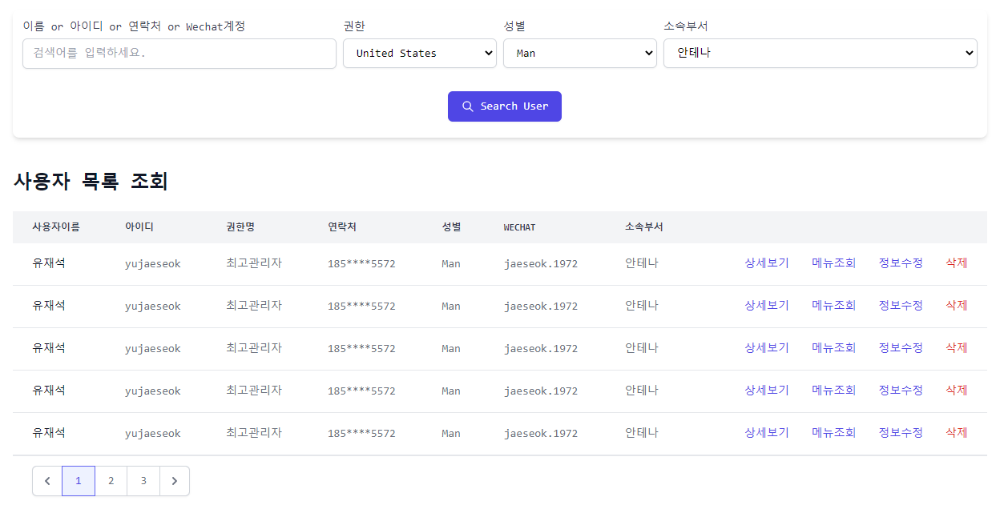 이름 or 아이디 or 연락처 or Wechat계정 권한 성별 소속부서
검색어를 입력하세요. United States Man 안테나
Search User
사용자 목록 조회
사용자이름 아이디 권한명 연락처 성별 WECHAT 소속부서
유재석 yujaeseok 최고관리자 185****5572 Man jaeseok.1972 안테나 상세보기 메뉴조회 정보수정 삭제
유재석 yujaeseok 최고관리자 185****5572 Man jaeseok.1972 안테나 상세보기 메뉴조회 정보수정 삭제
유재석 yujaeseok 최고관리자 185****5572 Man jaeseok.1972 안테나 상세보기 메뉴조회 정보수정 삭제
유재석 yujaeseok 최고관리자 185****5572 Man jaeseok.1972 안테나 상세보기 메뉴조회 정보수정 삭제
유재석 yujaeseok 최고관리자 185****5572 Man jaeseok.1972 안테나 상세보기 메뉴조회 정보수정 삭제
1 2 3